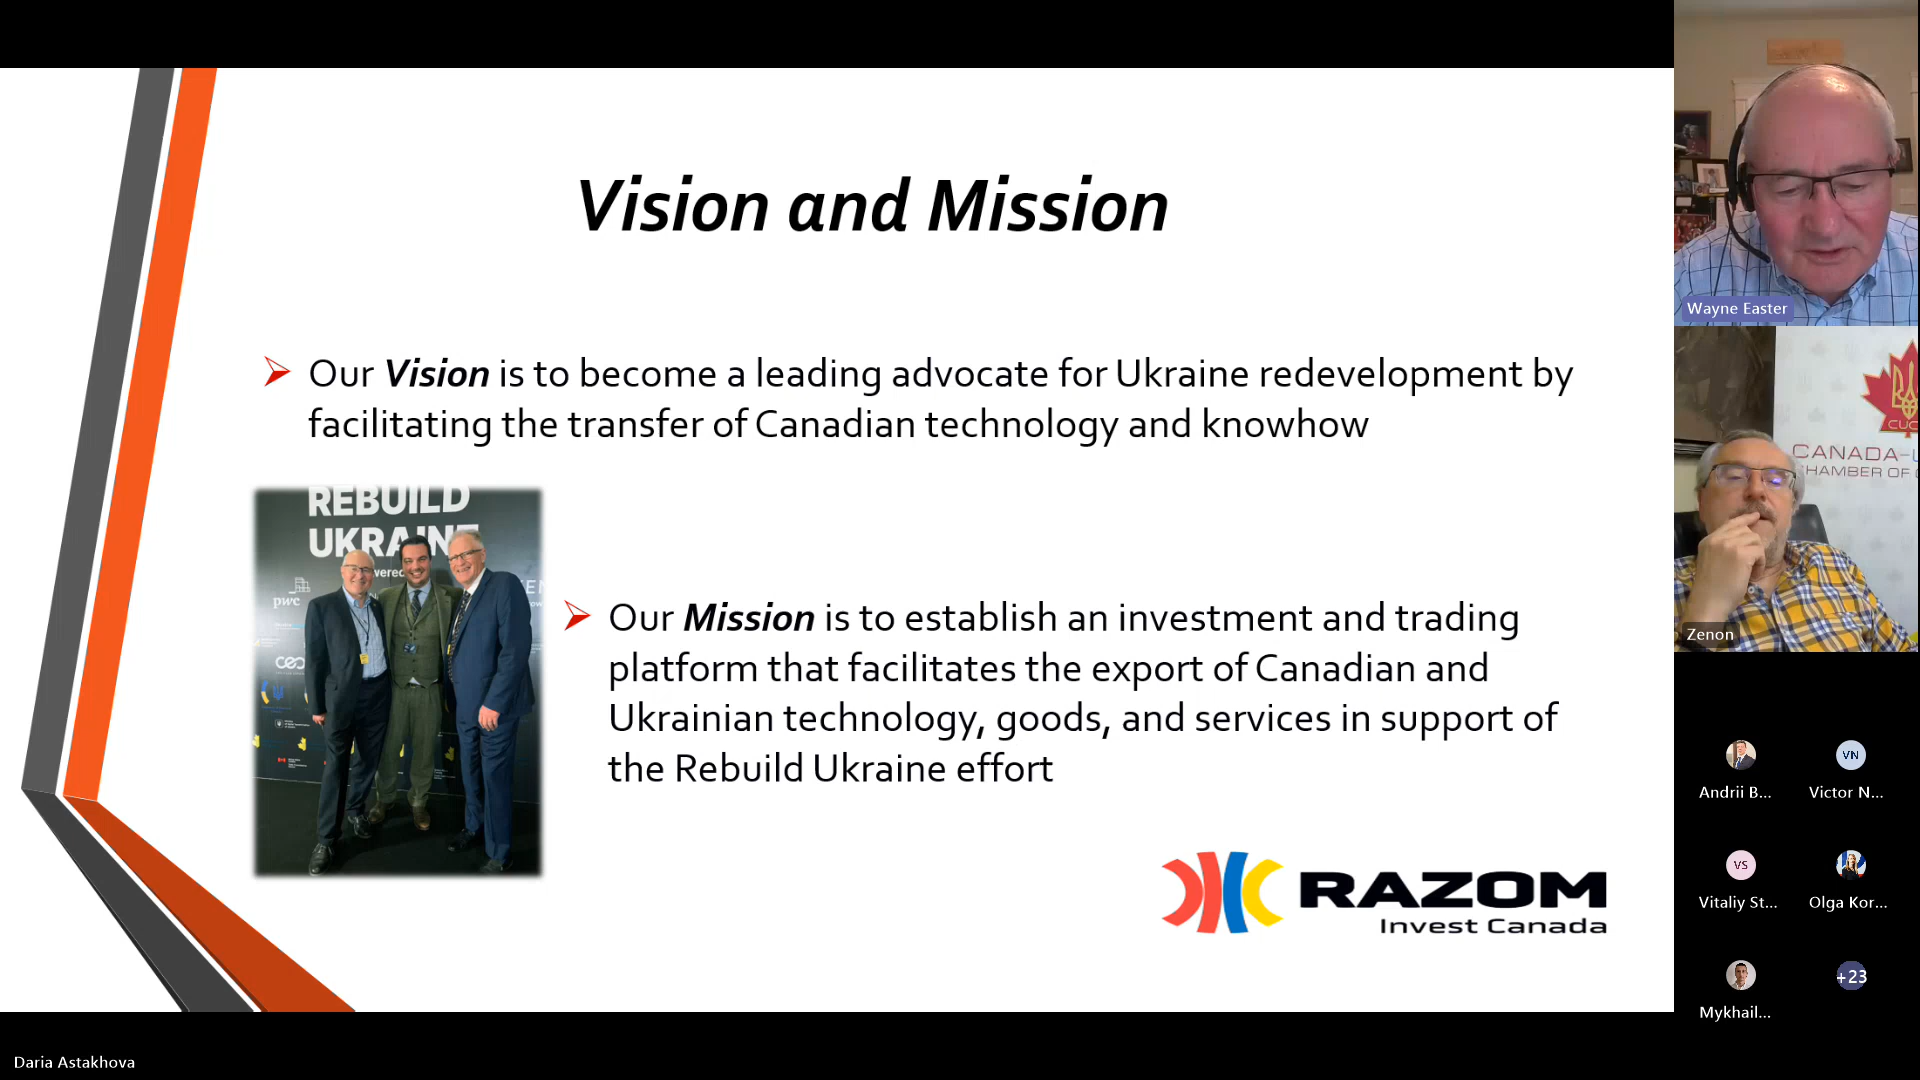 Vision and Mission
Our Vision is to become a leading advocate for Ukraine redevelopment by
facilitating the transfer of Canadian technology and knowhow
REBUILD
UKRAINE
pwc
Our Mission is to establish an investment and trading
platform that facilitates the export of Canadian and
Ukrainian technology, goods, and services in support of
the Rebuild Ukraine effort
RAZOM
Invest Canada
Wayne Easter
CUC
CANADA-U
HAMBER OF
Zenon
Andrii B...
VN
Victor N...
VS
Vitaliy St...
Olga Kor...
Mykhail...
+23
Daria Astakhova